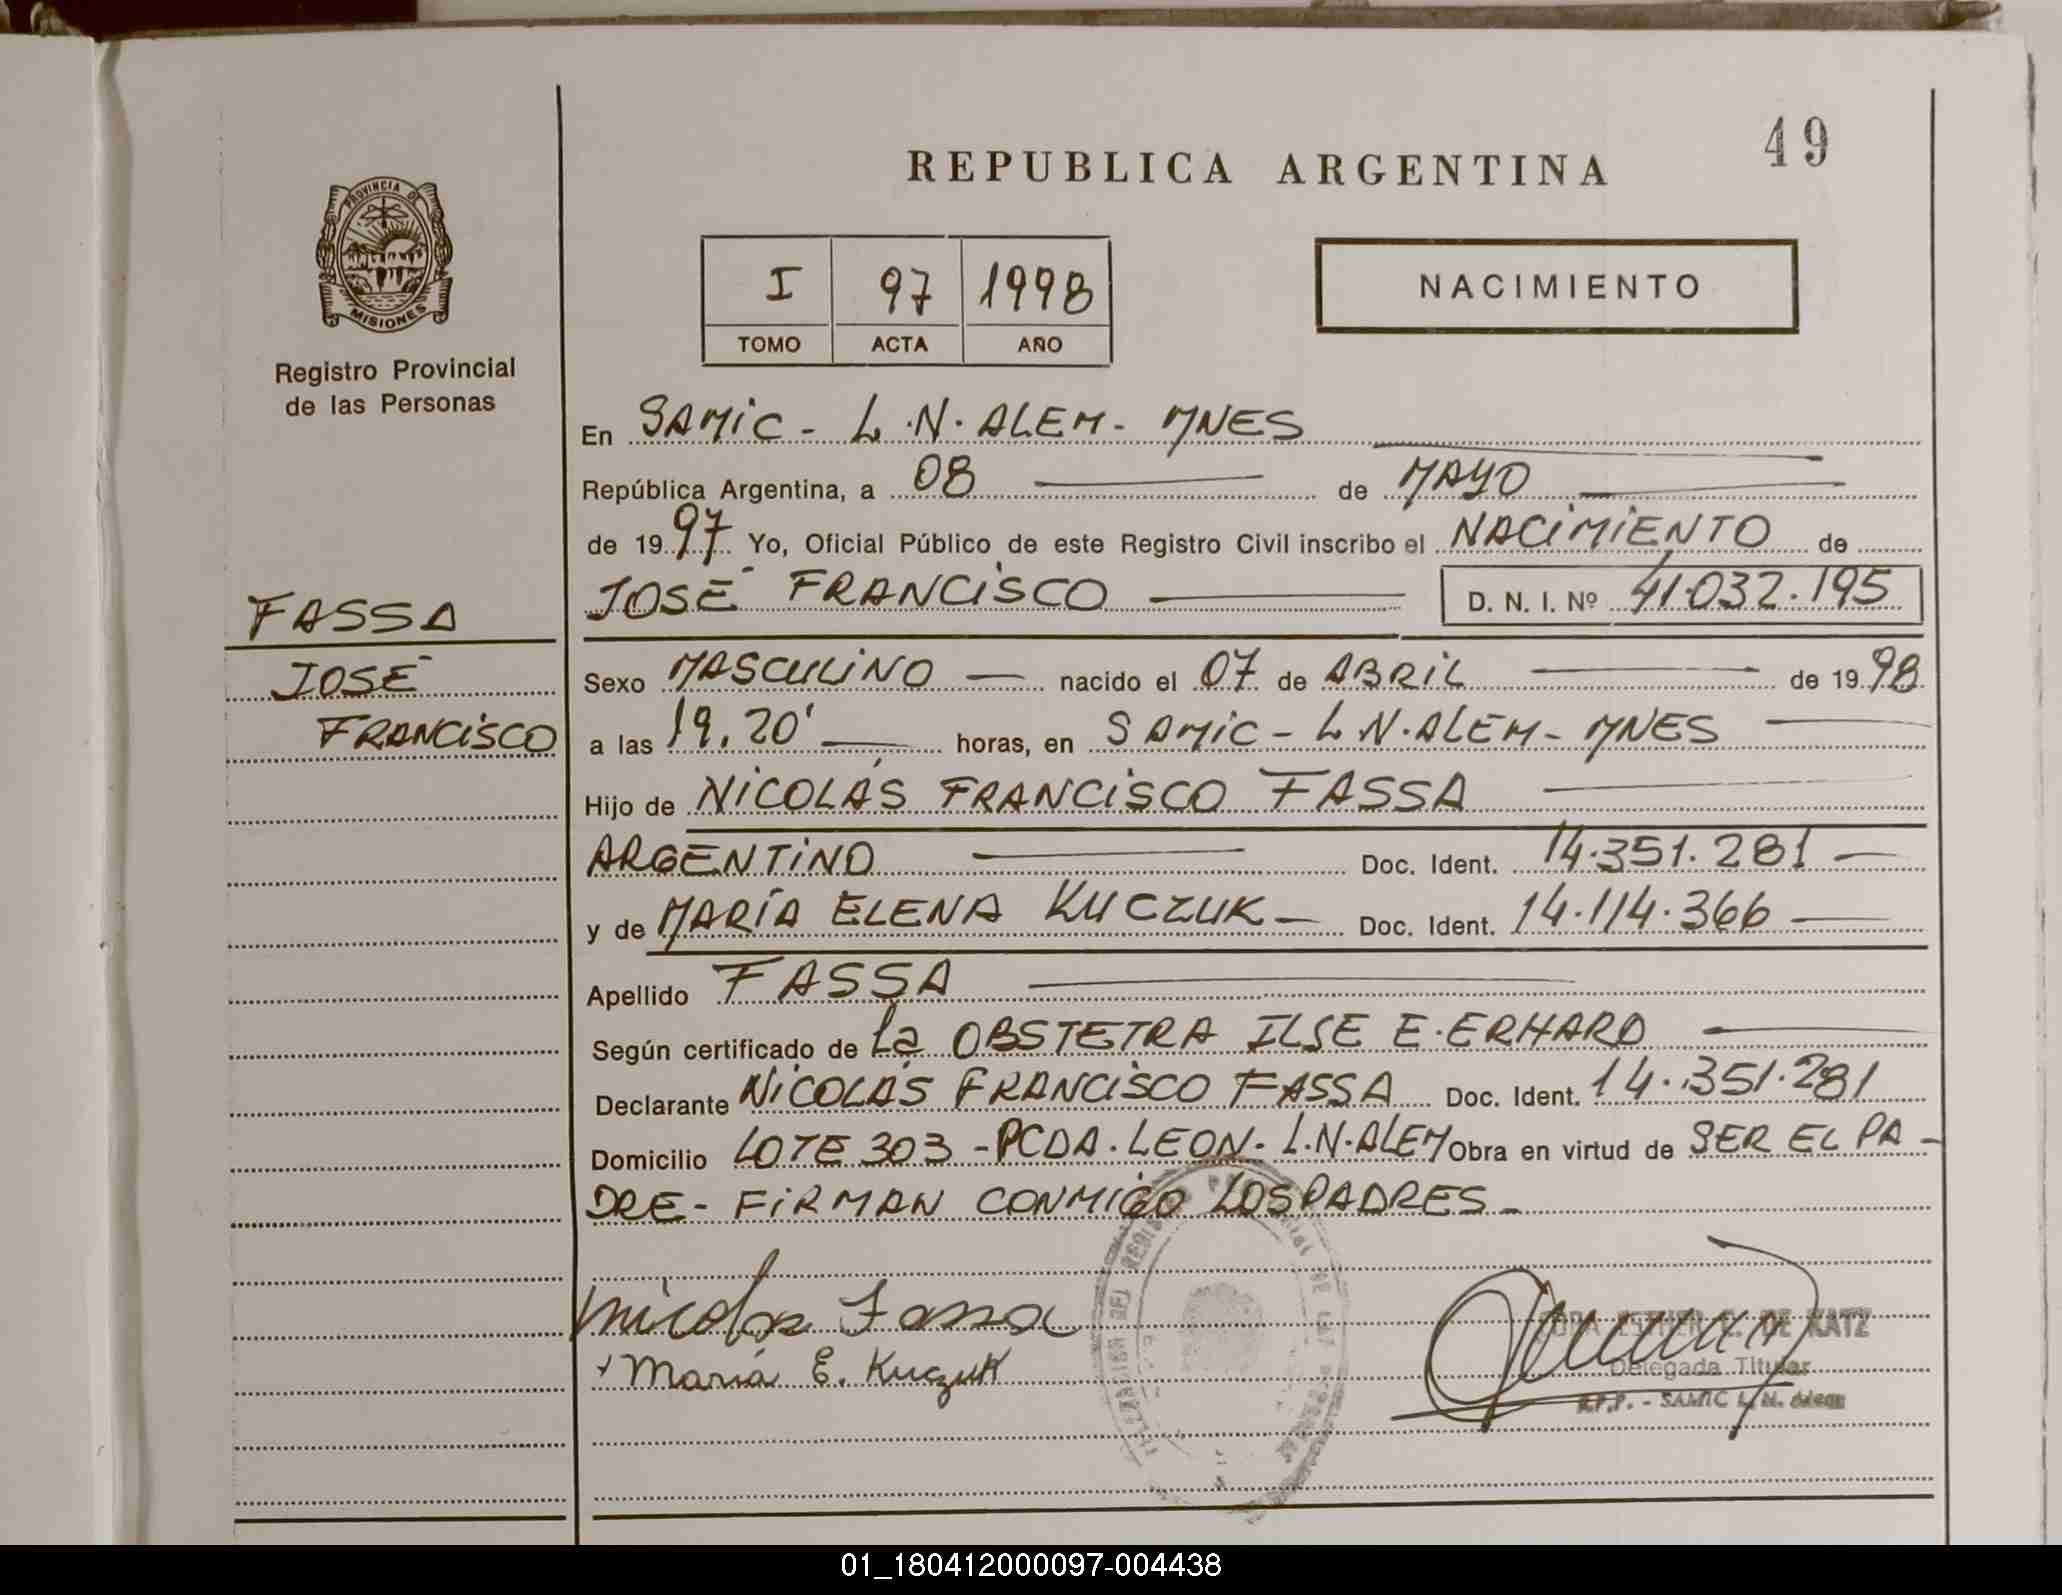 49
REPUBLICA ARGENTINA
PROVINCIA DE
MISIONES
Registro Provincial
de las Personas
I 97 1998
TOMO ACTA AÑO
NACIMIENTO
En SAMIC - L.N. ALEM - MNES
República Argentina, a 08 de MAYO
de 1997 Yo, Oficial Público de este Registro Civil inscribo el NACIMIENTO de
JOSÉ FRANCISCO D. N. I. Nº 41.032.195
FASSA
JOSÉ
FRANCISCO
Sexo MASCULINO nacido el 07 de ABRIL de 1998
a las 19,20' horas, en SAMIC - L.N. ALEM - MNES
Hijo de NICOLÁS FRANCISCO FASSA
ARGENTINO Doc. Ident. 14.351.281
y de MARÍA ELENA KUCZUK Doc. Ident. 14.114.366
Apellido FASSA
Según certificado de la OBSTETRA ILSE E. ERHARD
Declarante NICOLÁS FRANCISCO FASSA Doc. Ident. 14.351.281
Domicilio LOTE 303 - PCDA. LEON - L.N. ALEM Obra en virtud de SER EL PA-
DRE - FIRMAN CONMIGO LOS PADRES -
Nicolas Fassa
Mariá E. Kuczuk
ESTHER DE KATZ
Delegada Titular
R.P.P. - SAMIC L. N. Alem
01_180412000097-004438